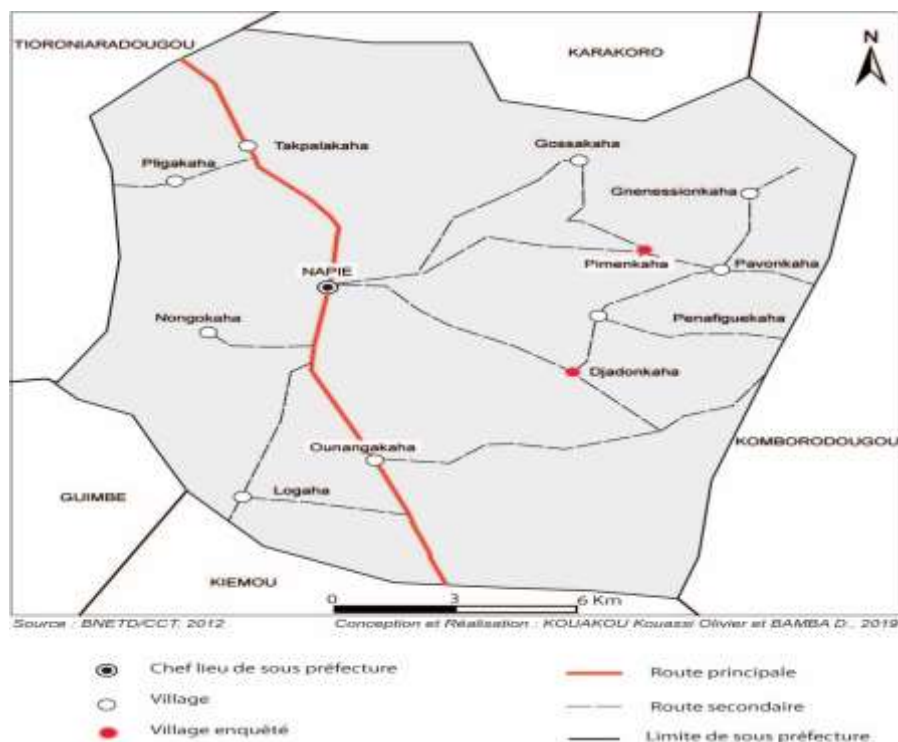 TIORONIARADOUGOU
KARAKORO
N
Takpalakaha
Gossakaha
Pligakaha
Gnenessionkaha
NAPIE
Pimenkaha
Pavonkaha
Nongokaha
Penafiguekaha
Djadonkaha
Ounangakaha
KOMBORODOUGOU
Logaha
GUIMBE
KIEMOU
0 3 6 Km
Source : BNETD/CCT, 2012 Conception et Réalisation : KOUAKOU Kouassi Olivier et BAMBA D., 2019
Chef lieu de sous préfecture
Village
Village enquêté
Route principale
Route secondaire
Limite de sous préfecture